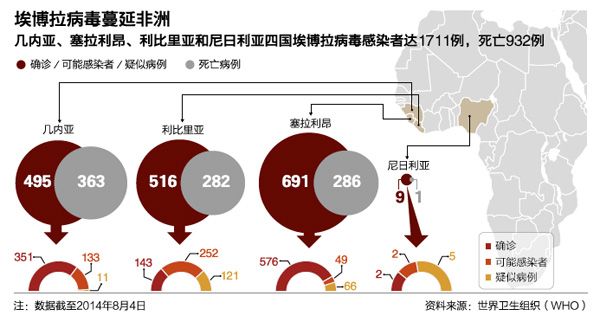 埃博拉病毒蔓延非洲
几内亚、塞拉利昂、利比里亚和尼日利亚四国埃博拉病毒感染者达1711例，死亡932例
确诊/可能感染者/疑似病例 死亡病例
几内亚
495 363
351 133 11
利比里亚
516 282
143 252 121
塞拉利昂
691 286
576 49 66
尼日利亚
9 1
2 2 5
确诊
可能感染者
疑似病例
注：数据截至2014年8月4日
资料来源：世界卫生组织（WHO）